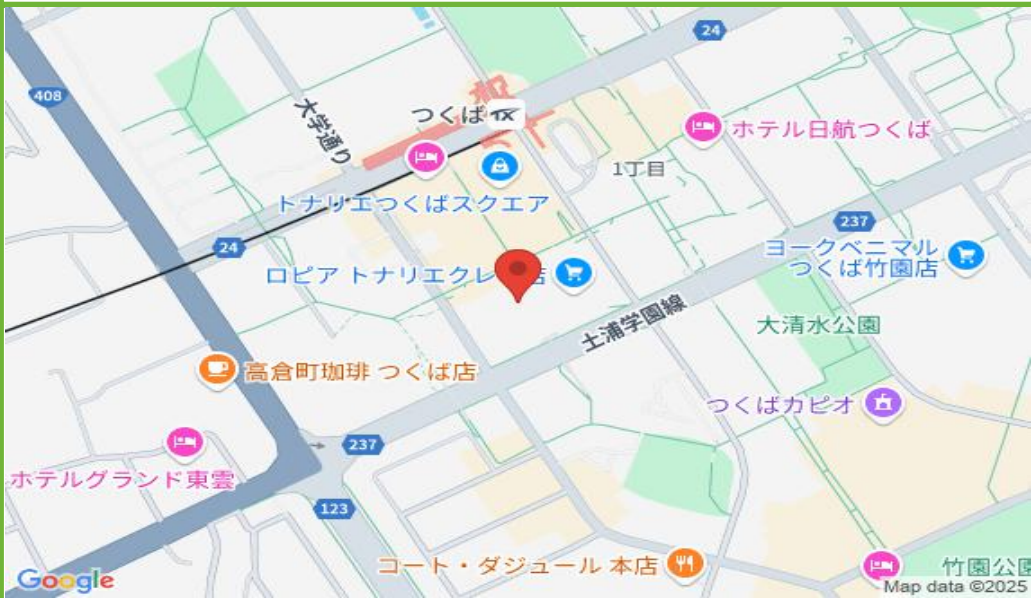 24
408
大学通り
つくば
TX
ホテル日航つくば
1丁目
トナリエつくばスクエア
237
24
ヨークベニマル
つくば竹園店
ロピア トナリエクレ
店
土浦学園線
大清水公園
高倉町珈琲 つくば店
つくばカピオ
237
ホテルグランド東雲
123
コート・ダジュール 本店
竹園公園
Google
Map data ©2025